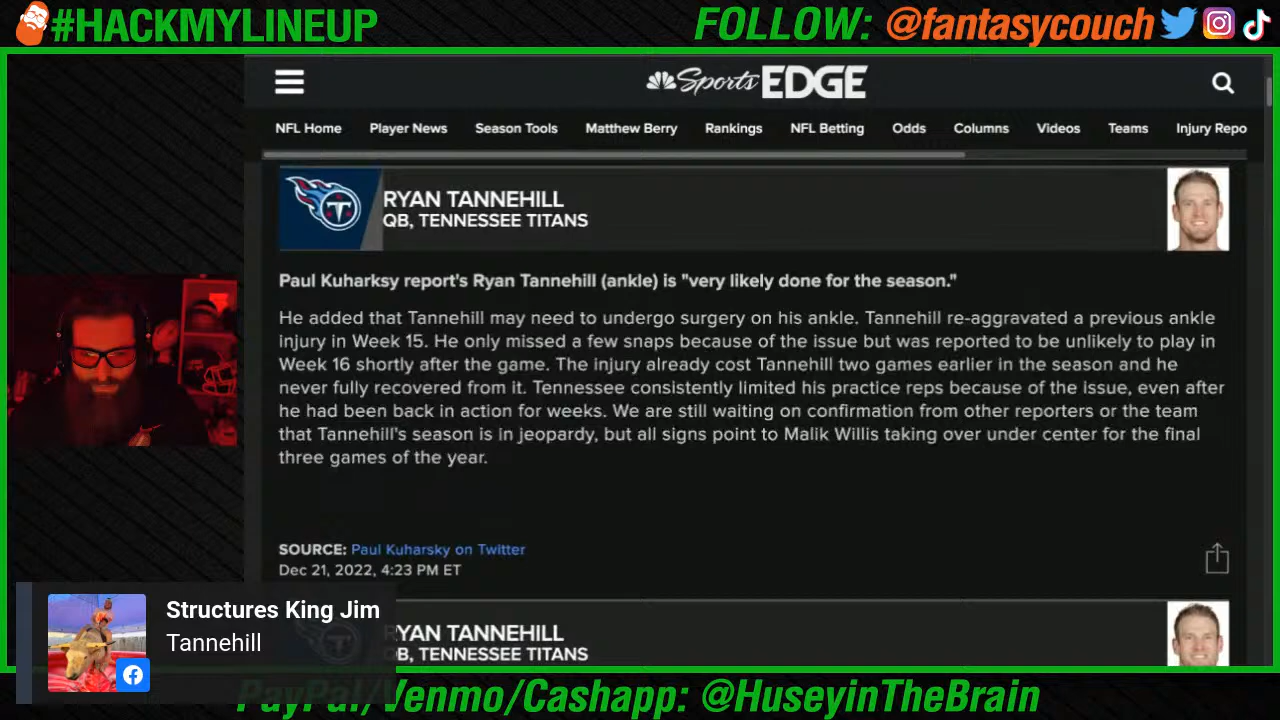 #HACKMYLINEUP
FOLLOW: @fantasycouch
Sports EDGE
NFL Home Player News Season Tools Matthew Berry Rankings NFL Betting Odds Columns Videos Teams Injury Repo
RYAN TANNEHILL
QB, TENNESSEE TITANS
Paul Kuharksy report's Ryan Tannehill (ankle) is "very likely done for the season."
He added that Tannehill may need to undergo surgery on his ankle. Tannehill re-aggravated a previous ankle
injury in Week 15. He only missed a few snaps because of the issue but was reported to be unlikely to play in
Week 16 shortly after the game. The injury already cost Tannehill two games earlier in the season and he
never fully recovered from it. Tennessee consistently limited his practice reps because of the issue, even after
he had been back in action for weeks. We are still waiting on confirmation from other reporters or the team
that Tannehill's season is in jeopardy, but all signs point to Malik Willis taking over under center for the final
three games of the year.
SOURCE: Paul Kuharsky on Twitter
Dec 21, 2022, 4:23 PM ET
Structures King Jim
Tannehill
RYAN TANNEHILL
QB, TENNESSEE TITANS
PayPal/Venmo/Cashapp: @HuseyinTheBrain